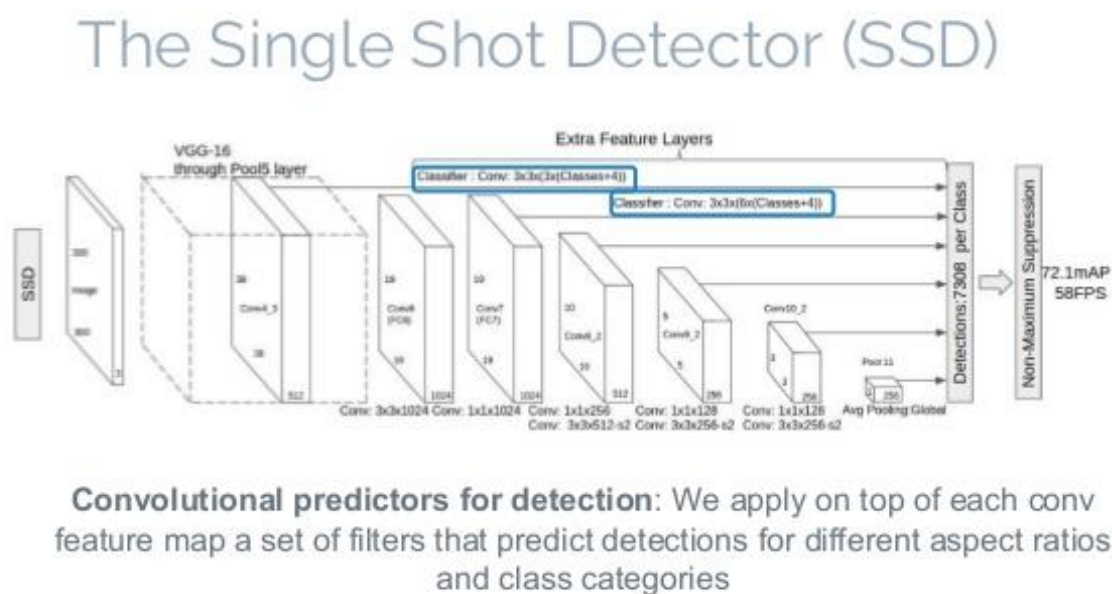 The Single Shot Detector (SSD)
Extra Feature Layers
VGG-16
through Pool5 layer
Classifier : Conv: 3x3x(3x(Classes+4))
Classifier : Conv: 3x3x(6x(Classes+4))
SSD
300
Image
300
3
38
Conv4_3
38
512
19
Conv6
(FC6)
19
1024
19
Conv7
(FC7)
19
1024
10
Conv8_2
10
512
5
Conv9_2
5
256
Conv10_2
3
3
256
Pool 11
256
Conv: 3x3x1024
Conv: 1x1x1024
Conv: 1x1x256
Conv: 3x3x512-s2
Conv: 1x1x128
Conv: 3x3x256-s2
Conv: 1x1x128
Conv: 3x3x256-s2
Avg Pooling:Global
Detections:7308 per Class
Non-Maximum Suppression
72.1mAP
58FPS
Convolutional predictors for detection: We apply on top of each conv
feature map a set of filters that predict detections for different aspect ratios
and class categories